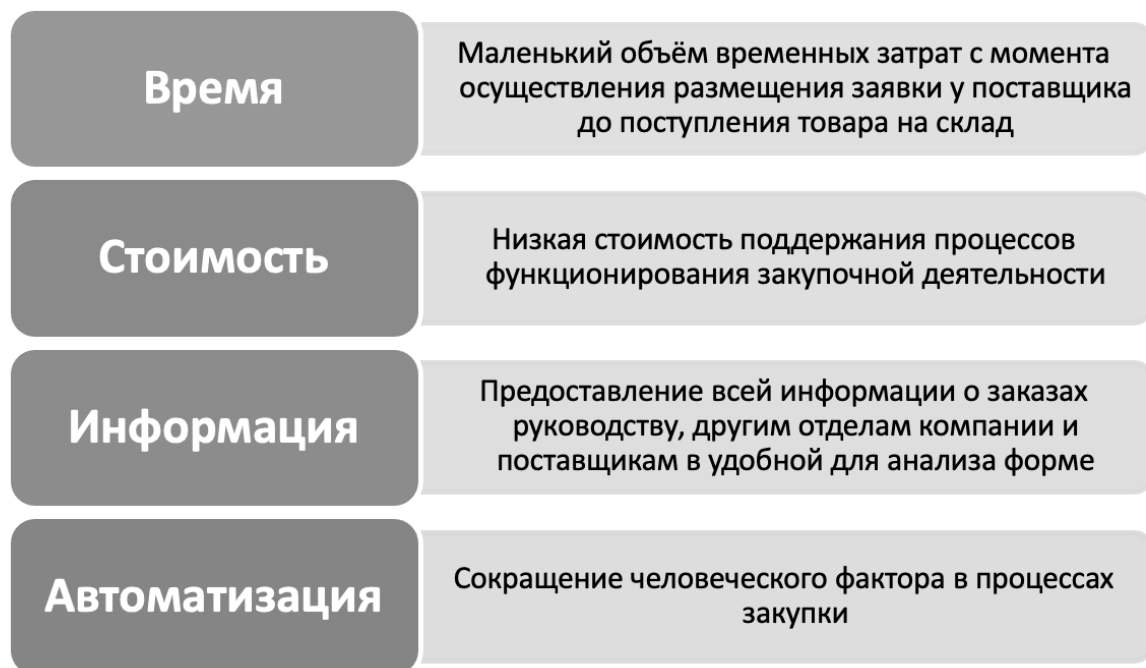 Время
Маленький объём временных затрат с момента
осуществления размещения заявки у поставщика
до поступления товара на склад
Стоимость
Низкая стоимость поддержания процессов
функционирования закупочной деятельности
Информация
Предоставление всей информации о заказах
руководству, другим отделам компании и
поставщикам в удобной для анализа форме
Автоматизация
Сокращение человеческого фактора в процессах
закупки